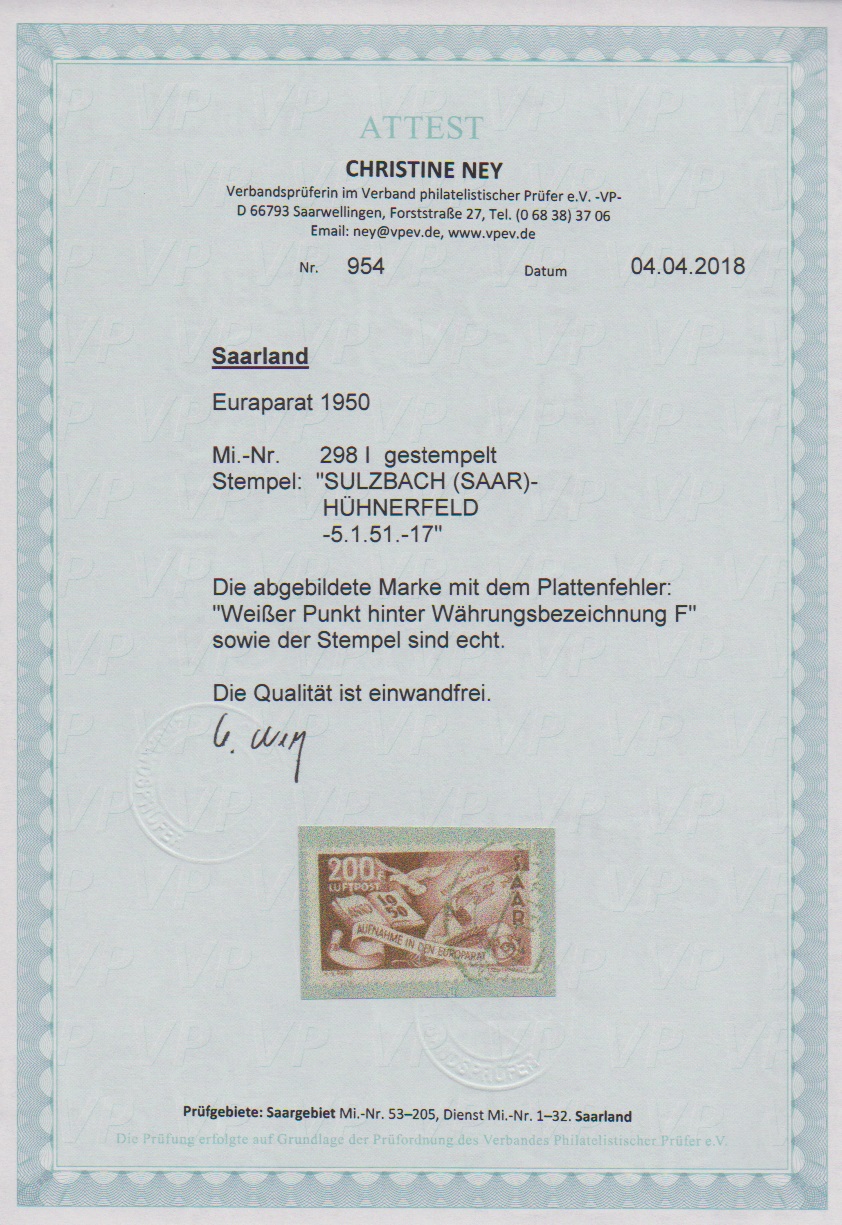 ATTEST
CHRISTINE NEY
Verbandsprüferin im Verband philatelistischer Prüfer e.V. -VP-
D 66793 Saarwellingen, Forststraße 27, Tel. (0 68 38) 37 06
Email: ney@vpev.de, www.vpev.de
Nr. 954 Datum 04.04.2018
Saarland
Euraparat 1950
Mi.-Nr. 298 I gestempelt
Stempel: "SULZBACH (SAAR)-
HÜHNERFELD
-5.1.51.-17"
Die abgebildete Marke mit dem Plattenfehler:
"Weißer Punkt hinter Währungsbezeichnung F"
sowie der Stempel sind echt.
Die Qualität ist einwandfrei.
C. Ney
200 F
LUFTPOST
SAAR
1950
AUFNAHME IN DEN EUROPARAT
Prüfgebiete: Saargebiet Mi.-Nr. 53–205, Dienst Mi.-Nr. 1–32. Saarland
Die Prüfung erfolgte auf Grundlage der Prüfordnung des Verbandes Philatelistischer Prüfer e.V.